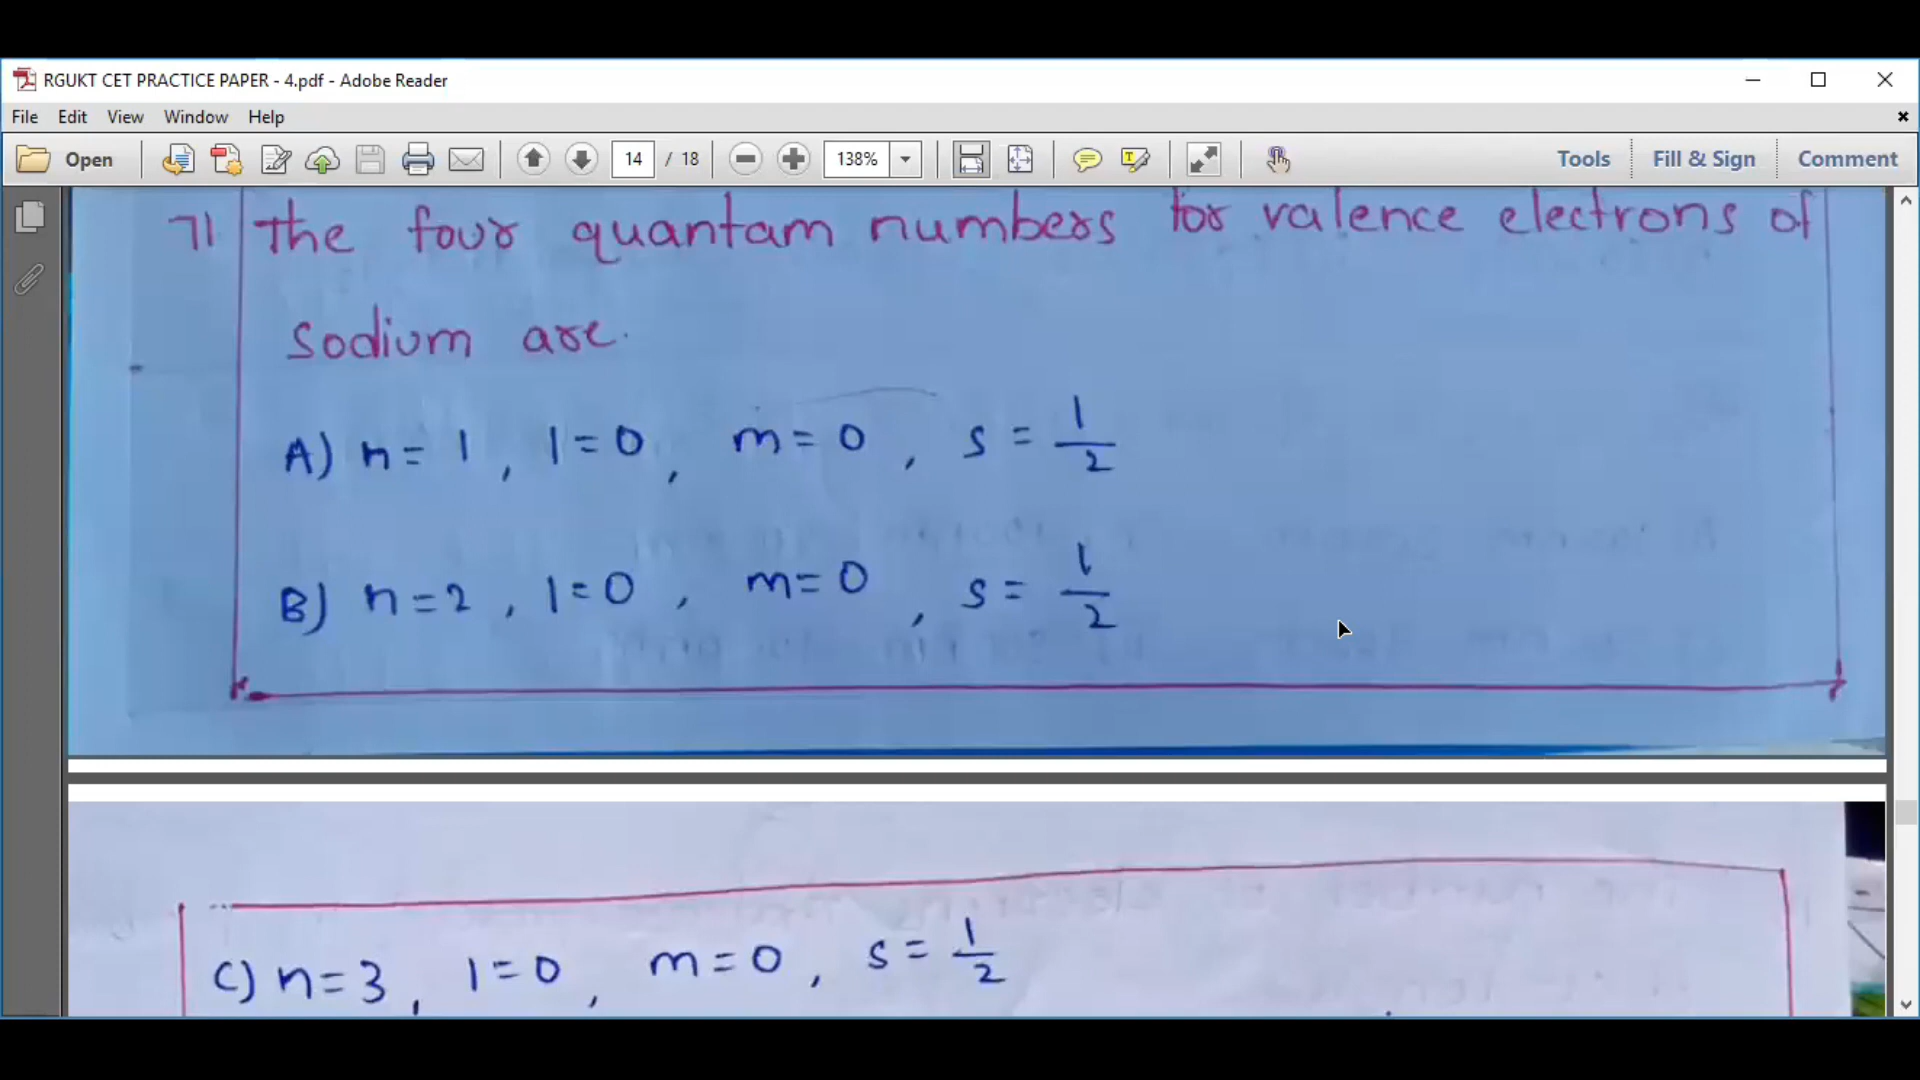 RGUKT CET PRACTICE PAPER - 4.pdf - Adobe Reader
File Edit View Window Help
Open 14 / 18 138% Tools Fill & Sign Comment
71 The four quantam numbers for valence electrons of
sodium are.
A) n = 1, l = 0, m = 0, s = 1/2
B) n = 2, l = 0, m = 0, s = 1/2
C) n = 3, l = 0, m = 0, s = 1/2